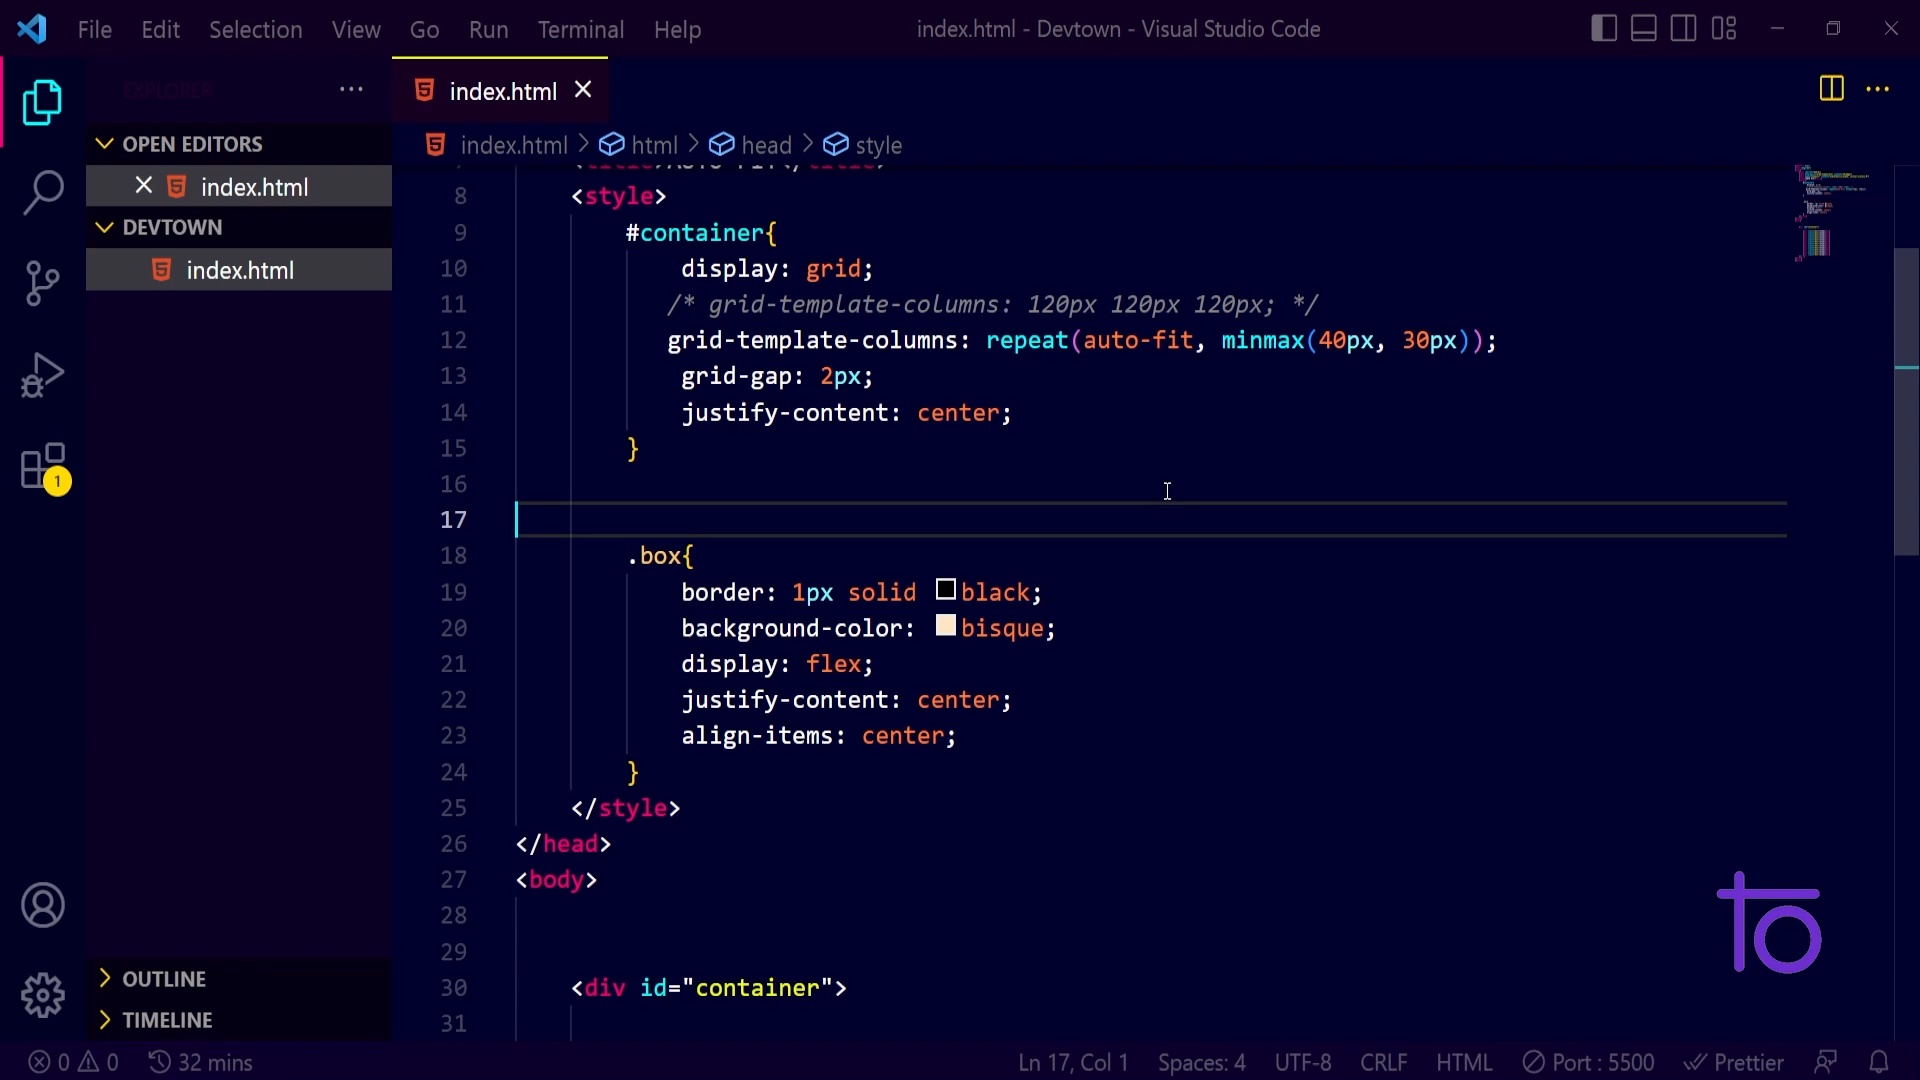 File Edit Selection View Go Run Terminal Help index.html - Devtown - Visual Studio Code
EXPLORER
index.html
OPEN EDITORS
index.html > html > head > style
index.html
DEVTOWN
index.html
8 <style>
9 #container{
10 display: grid;
11 /* grid-template-columns: 120px 120px 120px; */
12 grid-template-columns: repeat(auto-fit, minmax(40px, 30px));
13 grid-gap: 2px;
14 justify-content: center;
15 }
16
17
18 .box{
19 border: 1px solid black;
20 background-color: bisque;
21 display: flex;
22 justify-content: center;
23 align-items: center;
24 }
25 </style>
26 </head>
27 <body>
28
29
30 <div id="container">
31
1
OUTLINE
TIMELINE
0 0 32 mins Ln 17, Col 1 Spaces: 4 UTF-8 CRLF HTML Port : 5500 Prettier